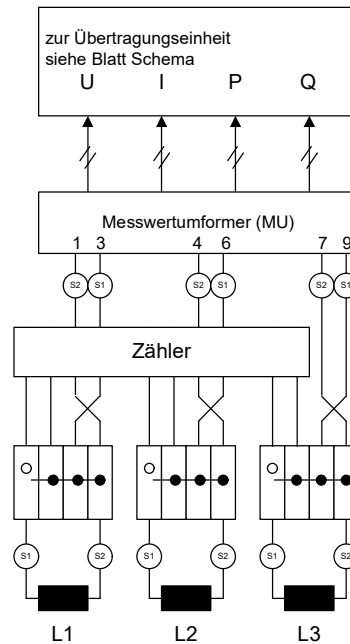 zur Übertragungseinheit
siehe Blatt Schema
U I P Q
Messwertumformer (MU)
1 3 4 6 7 9
S2 S1 S2 S1 S2 S1
Zähler
S1 S2 S1 S2 S1 S2
L1 L2 L3